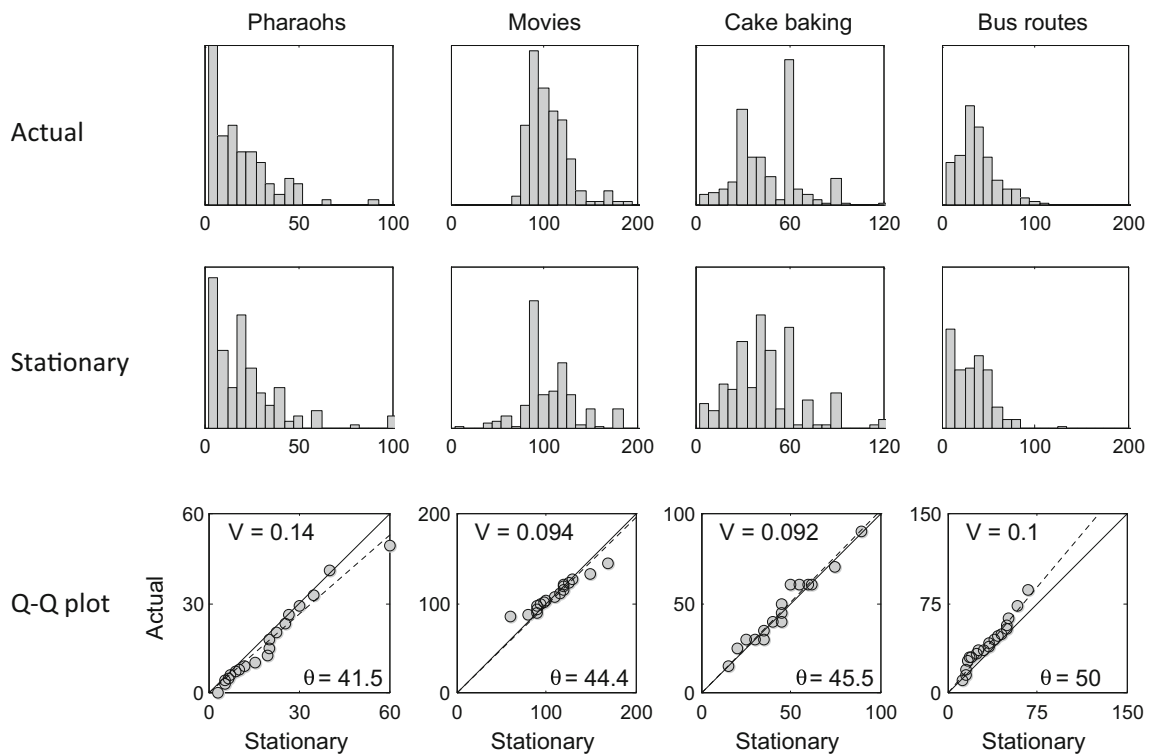 Pharaohs Movies Cake baking Bus routes
Actual
0 50 100 0 100 200 0 60 120 0 100 200
Stationary
0 50 100 0 100 200 0 60 120 0 100 200
Q-Q plot
Actual
60 200 100 150
V = 0.14 V = 0.094 V = 0.092 V = 0.1
30 100 50 75
θ = 41.5 θ = 44.4 θ = 45.5 θ = 50
0 0 0 0
0 30 60 0 100 200 0 50 100 0 75 150
Stationary Stationary Stationary Stationary